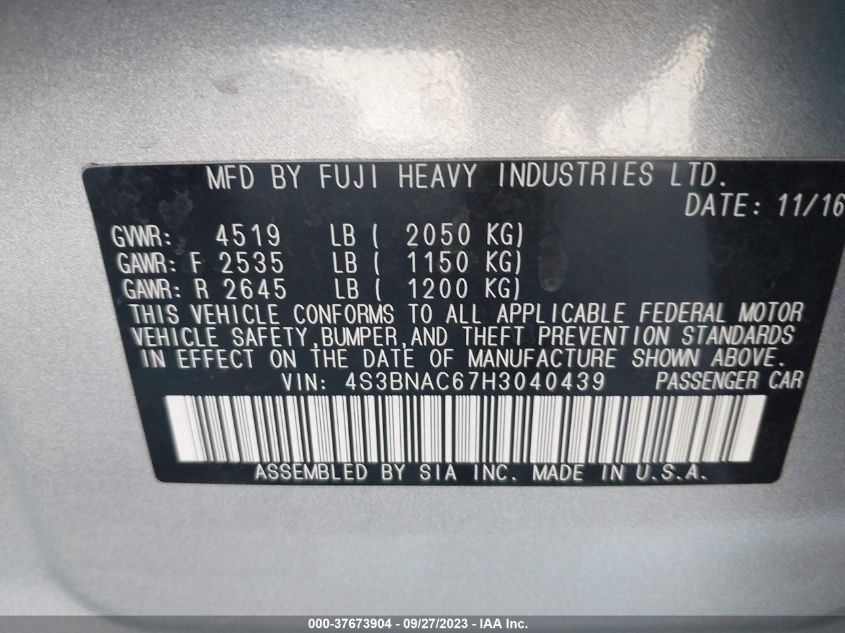 MFD BY FUJI HEAVY INDUSTRIES LTD.
DATE: 11/16
GVWR: 4519 LB ( 2050 KG)
GAWR: F 2535 LB ( 1150 KG)
GAWR: R 2645 LB ( 1200 KG)
THIS VEHICLE CONFORMS TO ALL APPLICABLE FEDERAL MOTOR
VEHICLE SAFETY,BUMPER,AND THEFT PREVENTION STANDARDS
IN EFFECT ON THE DATE OF MANUFACTURE SHOWN ABOVE.
VIN: 4S3BNAC67H3040439 PASSENGER CAR
ASSEMBLED BY SIA INC. MADE IN U.S.A.
000-37673904 - 09/27/2023 - IAA Inc.